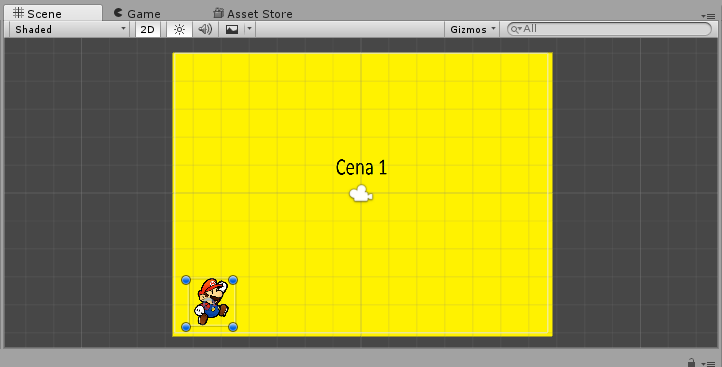 Scene Game Asset Store
Shaded 2D Gizmos All
Cena 1